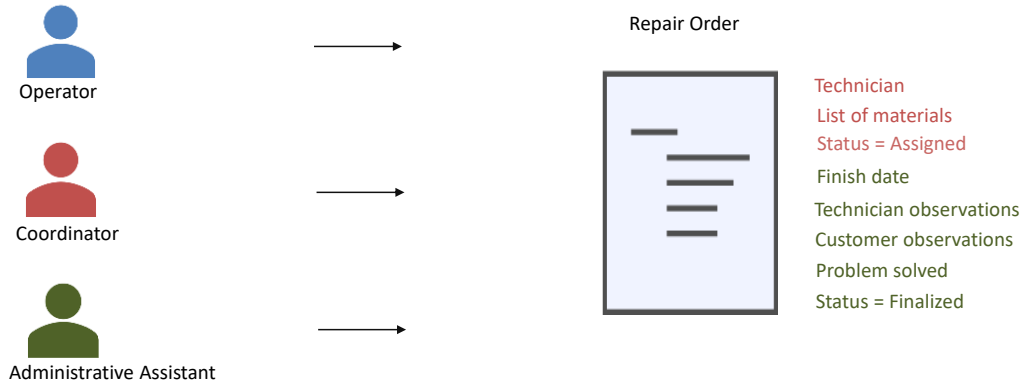 Repair Order
Operator
Coordinator
Administrative Assistant
Technician
List of materials
Status = Assigned
Finish date
Technician observations
Customer observations
Problem solved
Status = Finalized